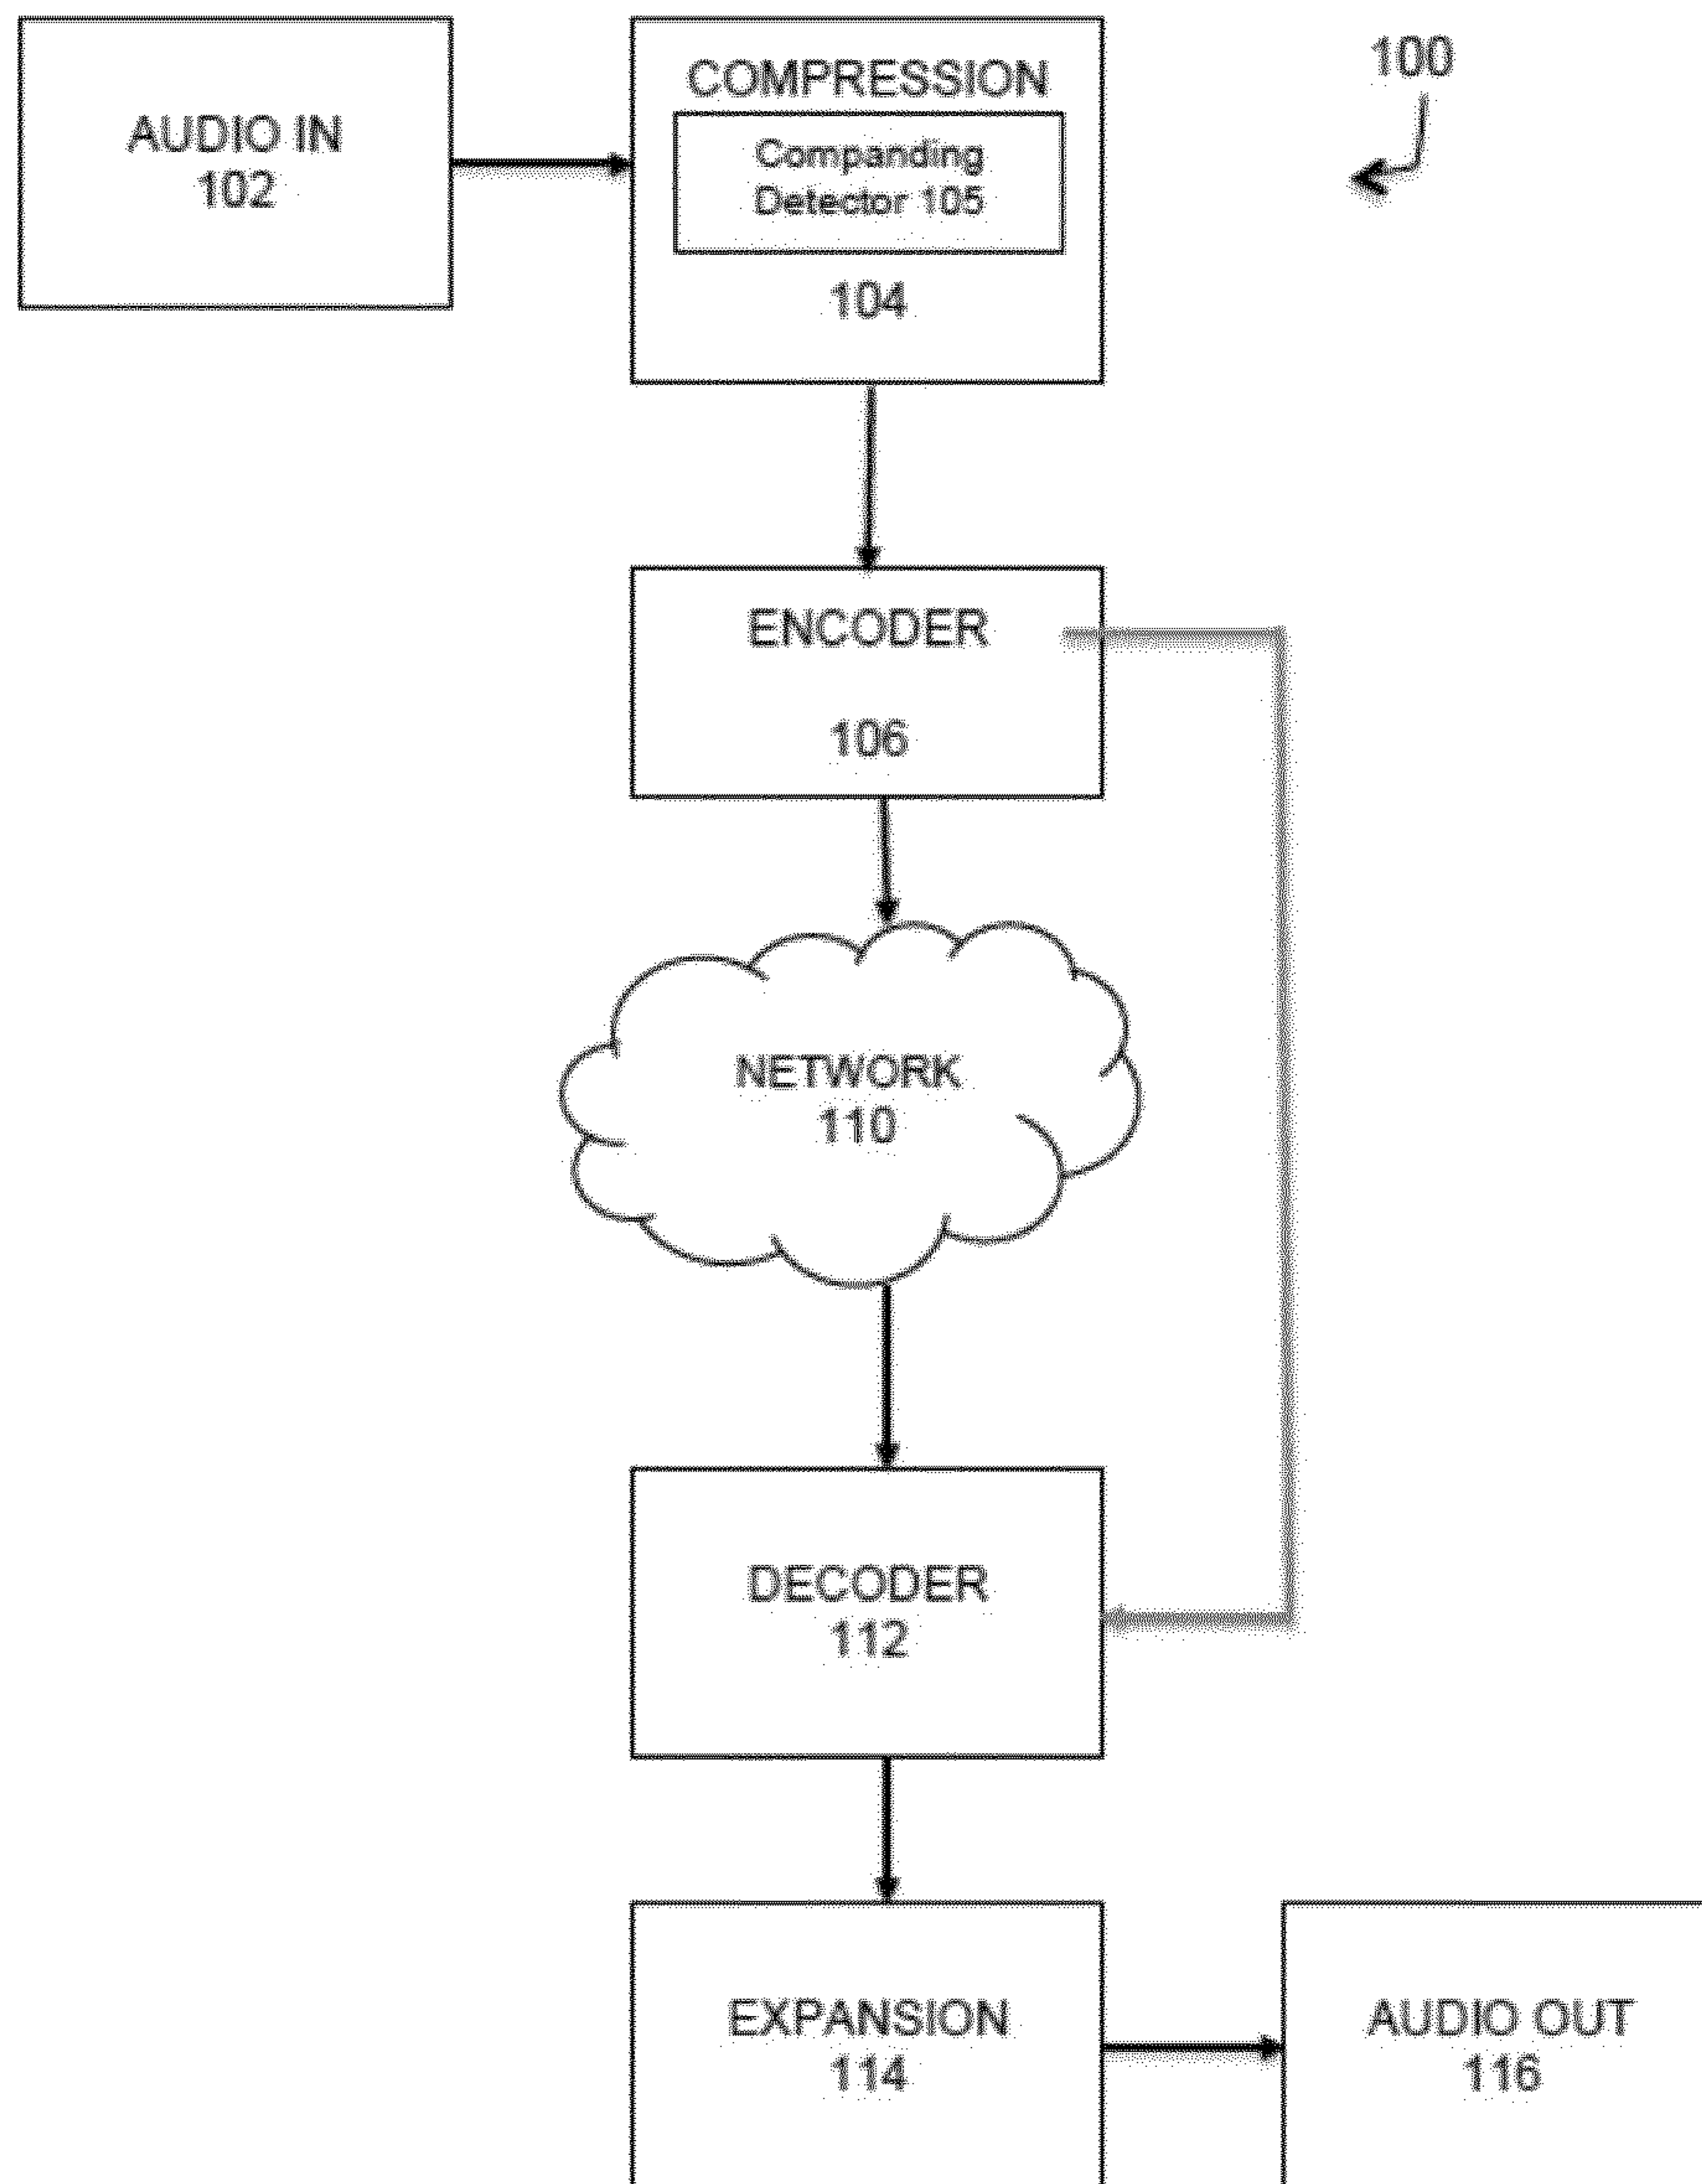 AUDIO IN
102
COMPRESSION
Companding
Detector 105
104
100
ENCODER
106
NETWORK
110
DECODER
112
EXPANSION
114
AUDIO OUT
116